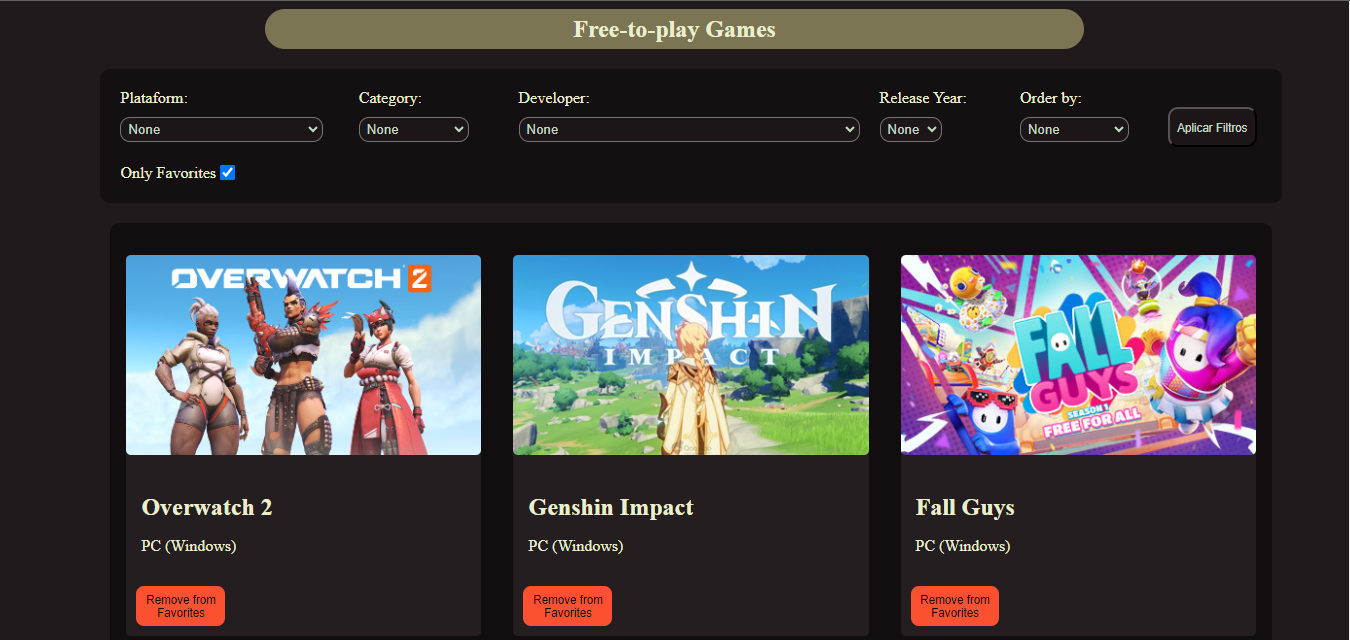 Free-to-play Games
Plataform:
Category:
Developer:
Release Year:
Order by:
None
None
None
None
None
Aplicar Filtros
Only Favorites
OVERWATCH 2
GENSHIN
IMPACT
FALL
GUYS
SEASON 1
FREE FOR ALL
Overwatch 2
Genshin Impact
Fall Guys
PC (Windows)
PC (Windows)
PC (Windows)
Remove from
Favorites
Remove from
Favorites
Remove from
Favorites